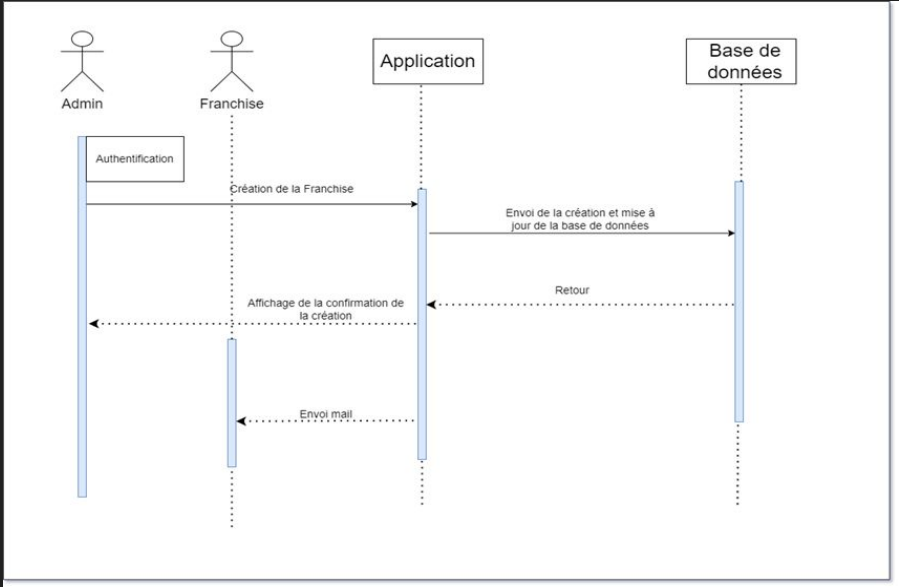 Admin
Franchise
Application
Base de
données
Authentification
Création de la Franchise
Envoi de la création et mise à
jour de la base de données
Retour
Affichage de la confirmation de
la création
Envoi mail